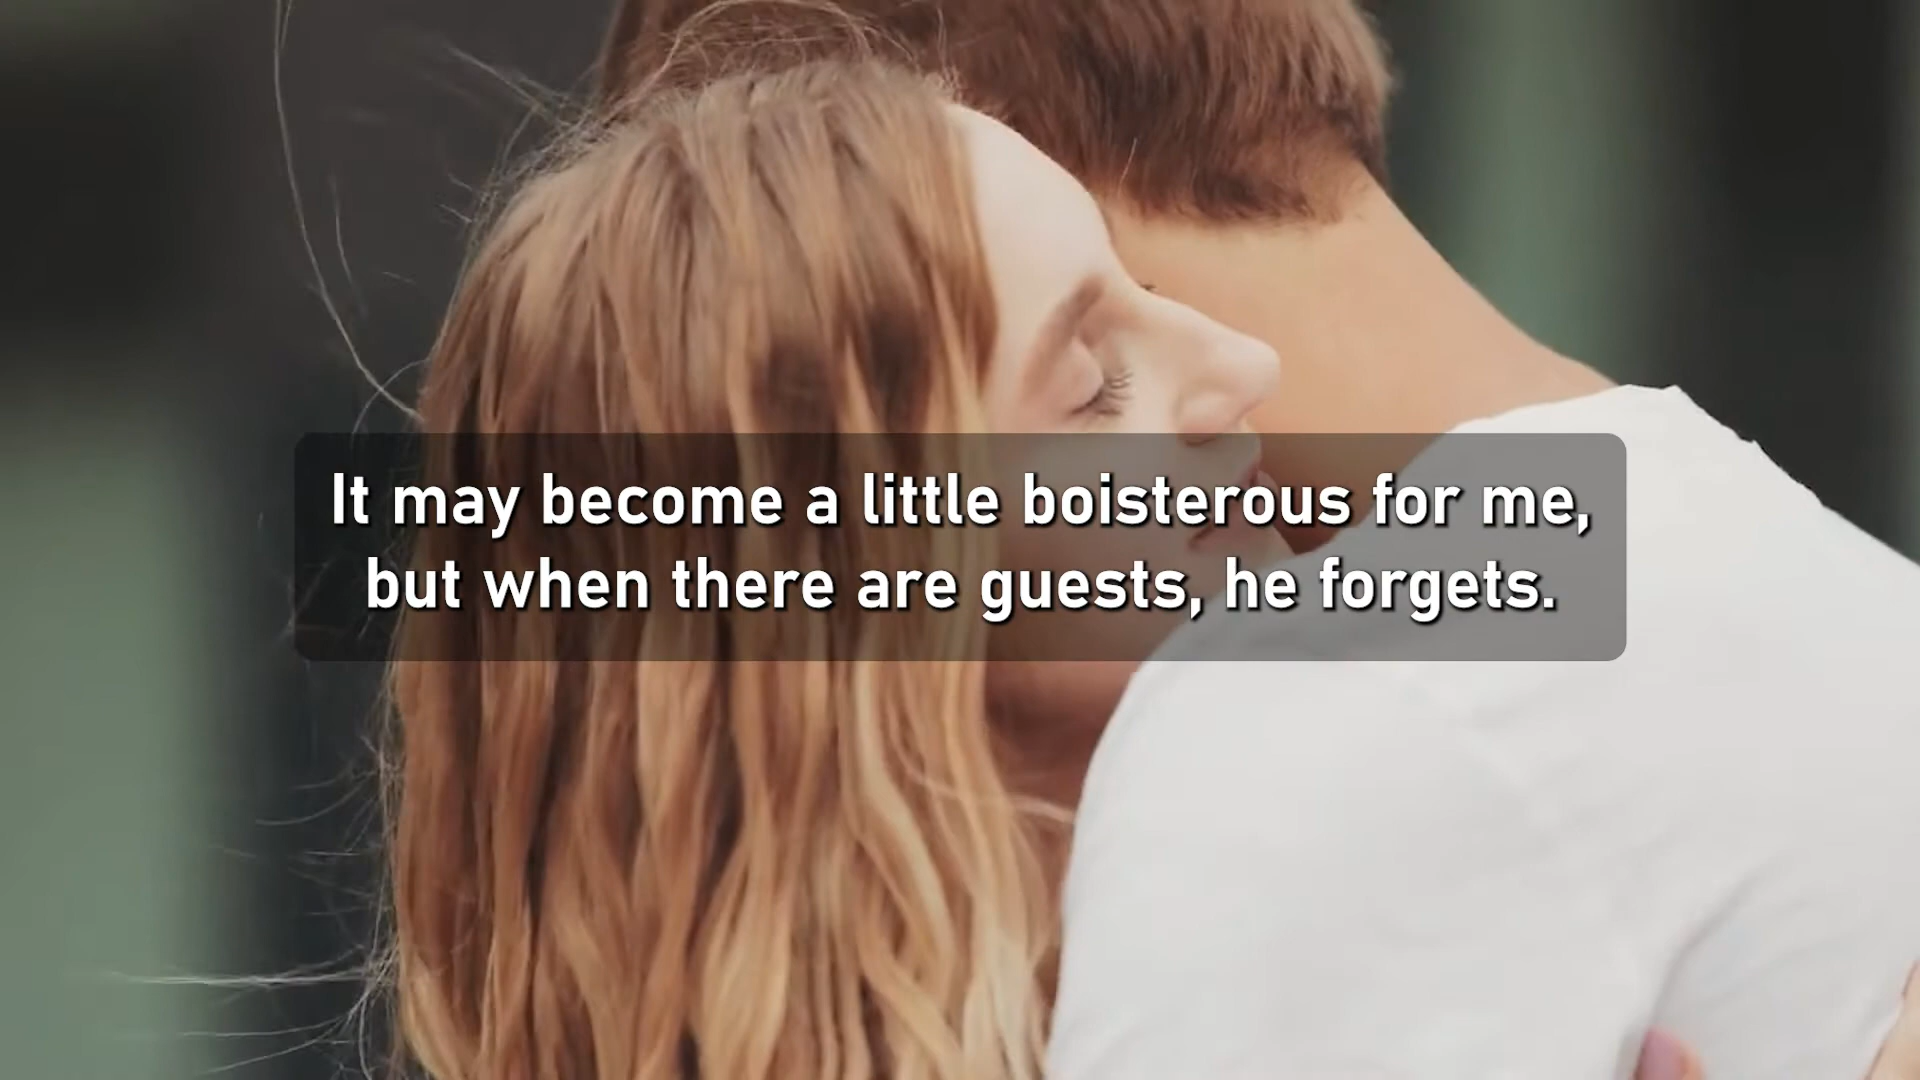 It may become a little boisterous for me,
but when there are guests, he forgets.